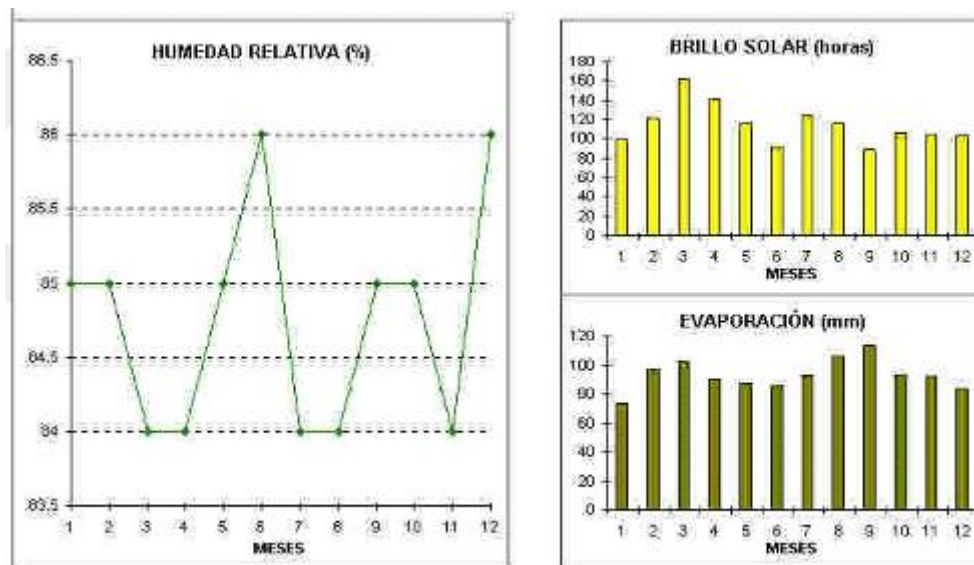 HUMEDAD RELATIVA (%)
86.5
86
85.5
85
84.5
84
83.5
1 2 3 4 5 6 7 8 9 10 11 12
MESES
BRILLO SOLAR (horas)
180
160
140
120
100
80
60
40
20
0
1 2 3 4 5 6 7 8 9 10 11 12
MESES
EVAPORACIÓN (mm)
120
100
80
60
40
20
0
1 2 3 4 5 6 7 8 9 10 11 12
MESES